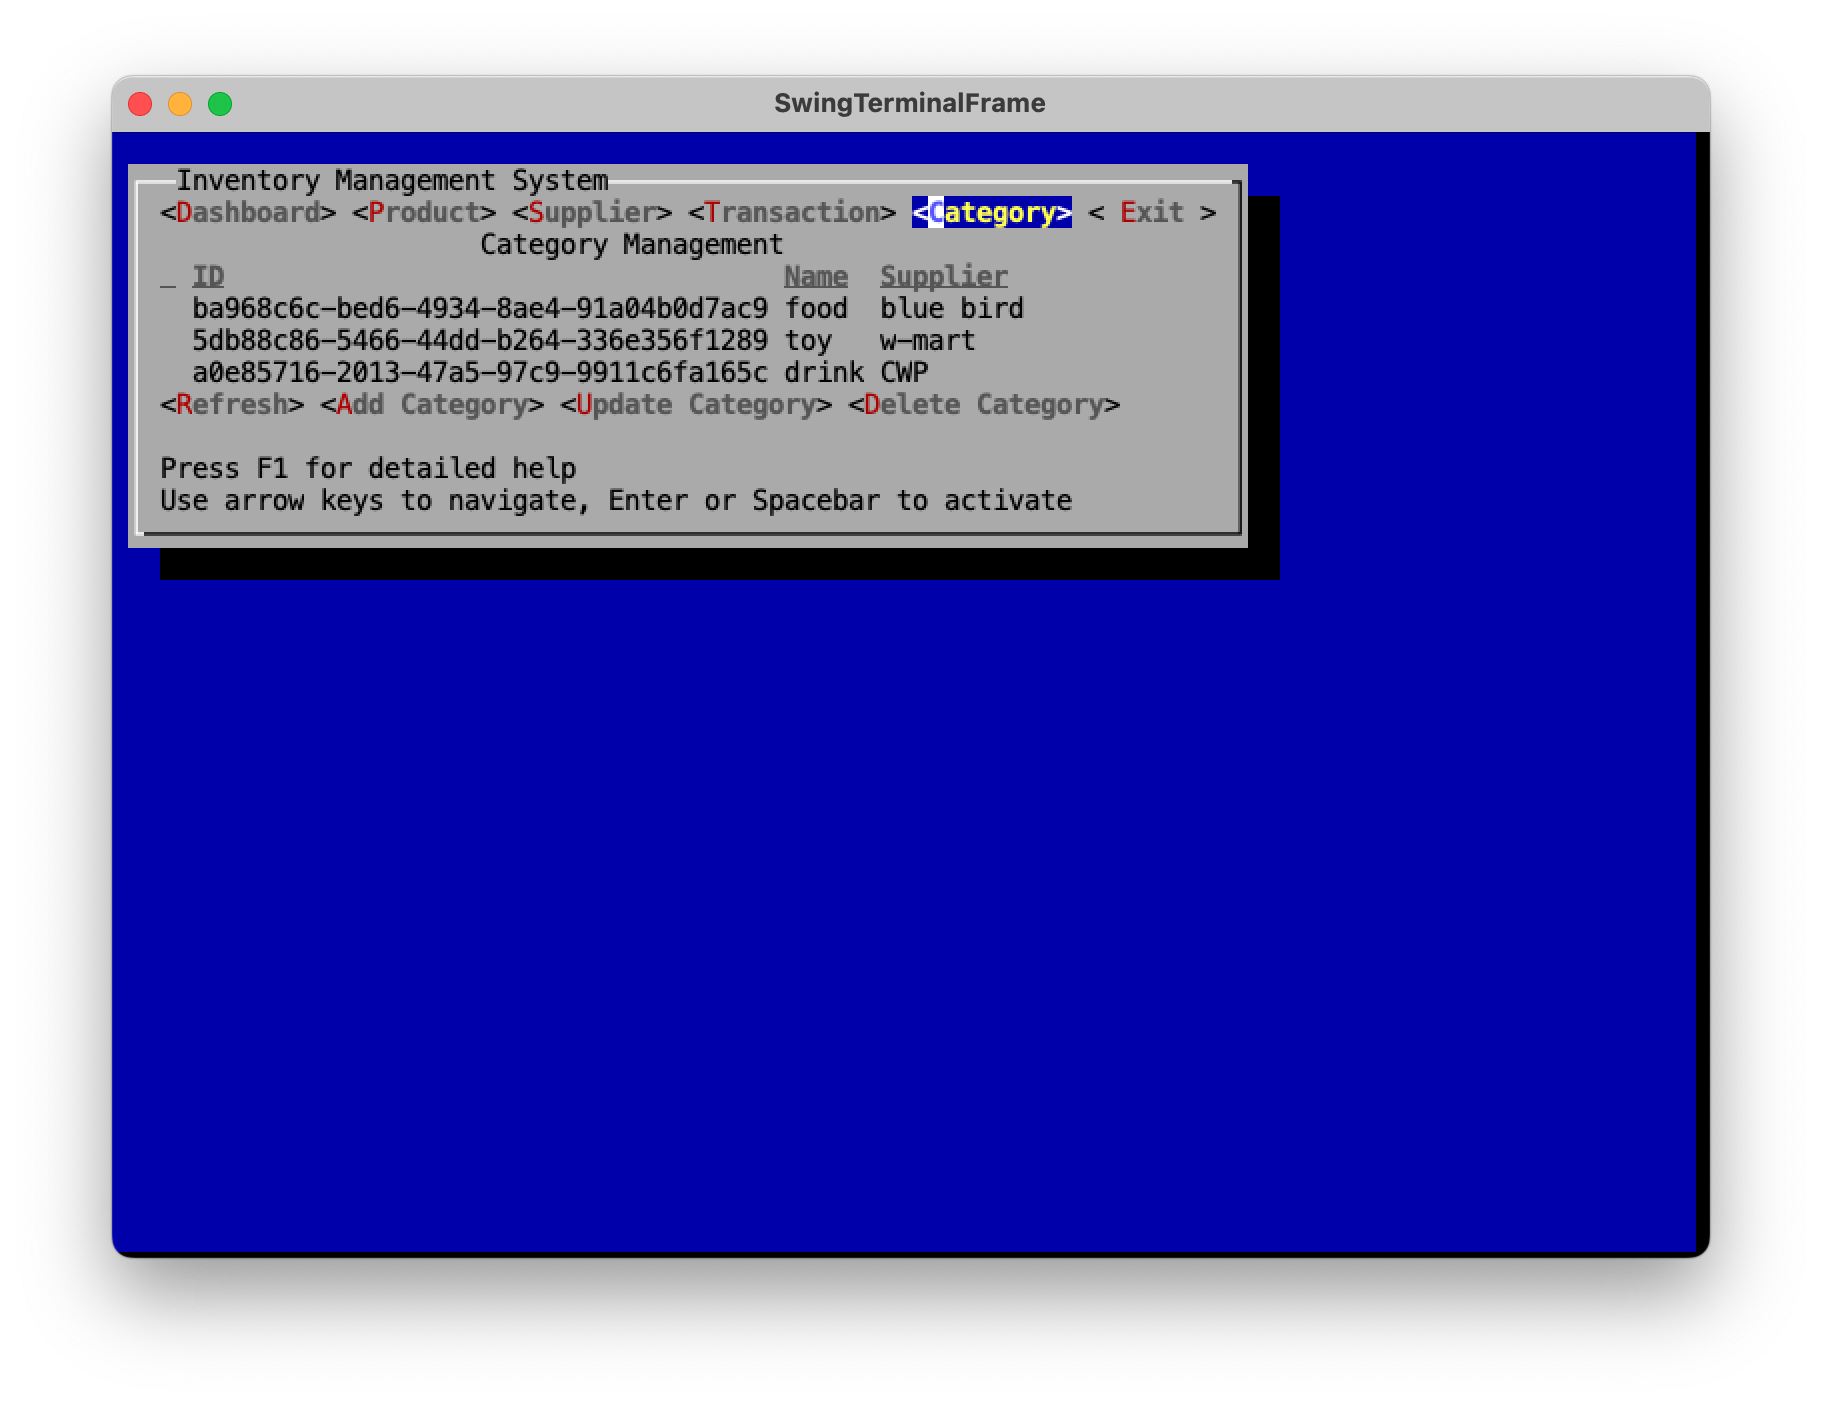 SwingTerminalFrame
Inventory Management System
<Dashboard> <Product> <Supplier> <Transaction> <Category> < Exit >
Category Management
_ ID Name Supplier
ba968c6c-bed6-4934-8ae4-91a04b0d7ac9 food blue bird
5db88c86-5466-44dd-b264-336e356f1289 toy w-mart
a0e85716-2013-47a5-97c9-9911c6fa165c drink CWP
<Refresh> <Add Category> <Update Category> <Delete Category>
Press F1 for detailed help
Use arrow keys to navigate, Enter or Spacebar to activate